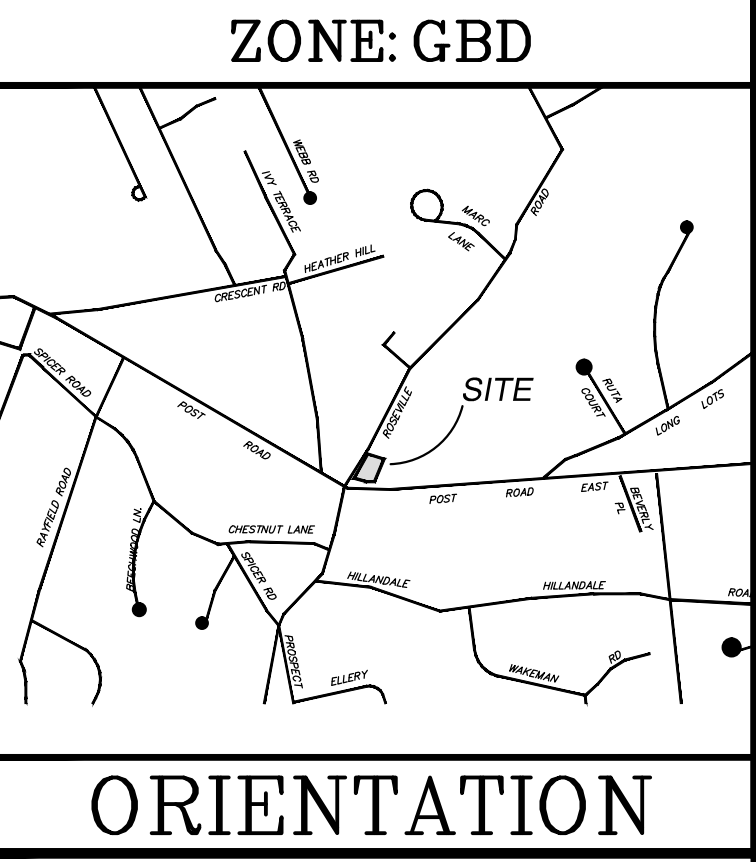 ZONE: GBD
WEBB RD
IVY TERRACE
MARC
LANE
ROAD
HEATHER HILL
CRESCENT RD
SPICER ROAD
POST
ROAD
ROSEVILLE
SITE
RUTA
COURT
LONG
LOTS
RAYFIELD ROAD
BEECHWOOD LN.
CHESTNUT LANE
SPICER RD
POST
ROAD
EAST
BEVERLY
PL
HILLANDALE
HILLANDALE
ROA
PROSPECT
ELLERY
WAKEMAN
RD
ORIENTATION